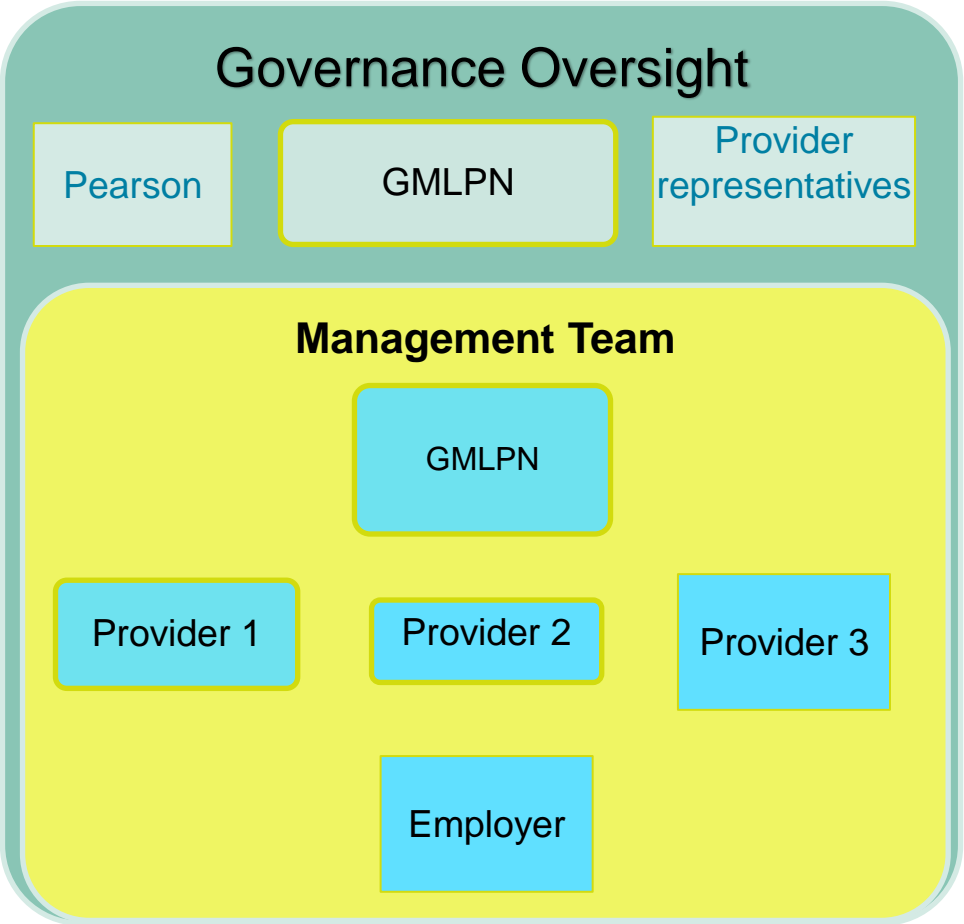 Governance Oversight
Pearson
GMLPN
Provider
representatives
Management Team
GMLPN
Provider 1
Provider 2
Provider 3
Employer